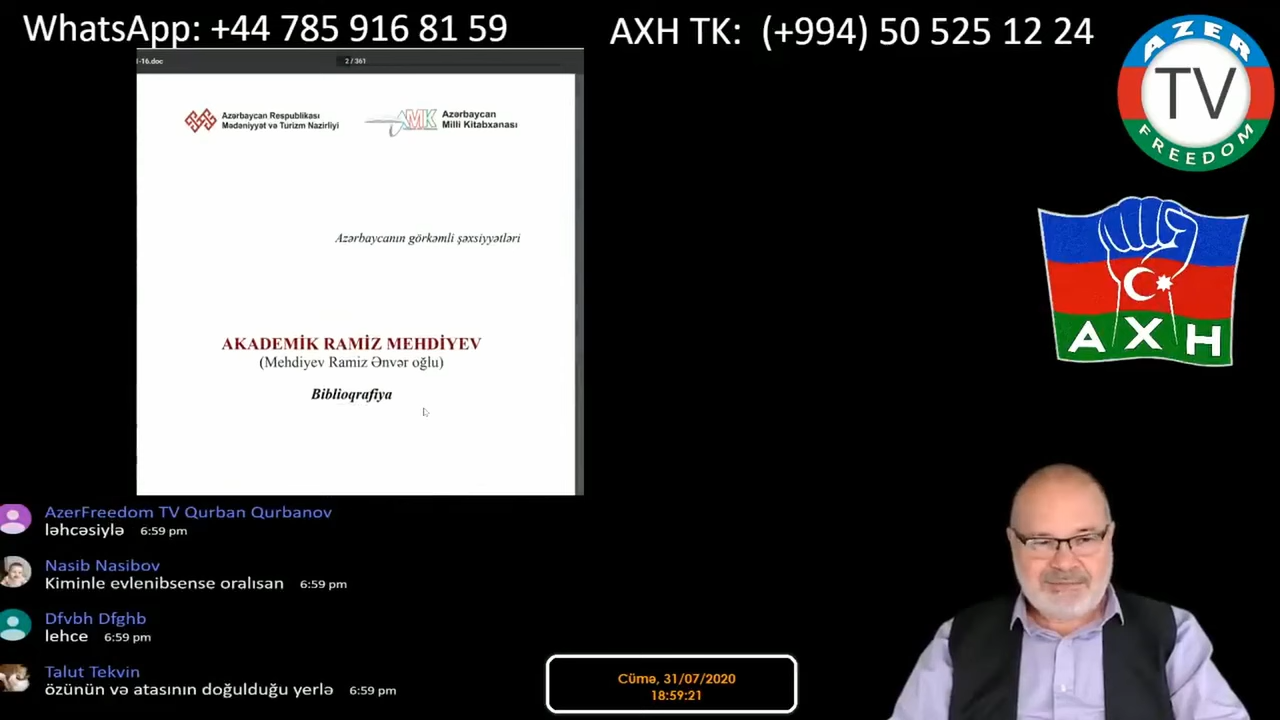 WhatsApp: +44 785 916 81 59
AXH TK: (+994) 50 525 12 24
AZER
TV
FREEDOM
1-16.doc
2 / 361
Azərbaycan Respublikası
Mədəniyyət və Turizm Nazirliyi
AMK
Azərbaycan
Milli Kitabxanası
Azərbaycanın görkəmli şəxsiyyətləri
AKADEMİK RAMİZ MEHDİYEV
(Mehdiyev Ramiz Ənvər oğlu)
Biblioqrafiya
AXH
AzerFreedom TV Qurban Qurbanov
ləhcəsiylə 6:59 pm
Nasib Nasibov
Kiminle evlenibsense oralısan 6:59 pm
Dfvbh Dfghb
lehce 6:59 pm
Talut Tekvin
özünün və atasının doğulduğu yerlə 6:59 pm
Cümə, 31/07/2020
18:59:21